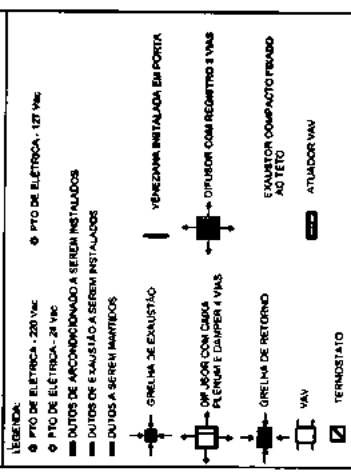 LEGENDA:
PTO DE ELÉTRICA - 220 Vac
PTO DE ELÉTRICA - 127 Vac
PTO DE ELÉTRICA - 24 Vac
DUTOS DE ARCONDICIONADO A SEREM INSTALADOS
DUTOS DE EXAUSTÃO A SEREM INSTALADOS
DUTOS A SEREM MANTIDOS
GRELHA DE EXAUSTÃO
VENEZIANA INSTALADA EM PORTA
DIFUSOR COM CAIXA
PLENUM E DAMPER 4 VIAS
DIFUSOR COM REGISTRO 3 VIAS
GRELHA DE RETORNO
EXAUSTOR COMPACTO FIXADO
AO TETO
VAV
ATUADOR VAV
TERMOSTATO